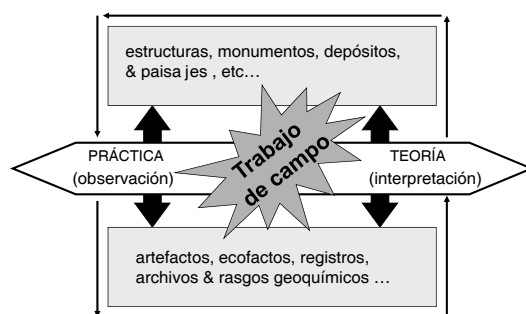 estructuras, monumentos, depósitos,
& paisa jes , etc…
PRÁCTICA
(observación)
Trabajo
de campo
TEORÍA
(interpretación)
artefactos, ecofactos, registros,
archivos & rasgos geoquímicos …